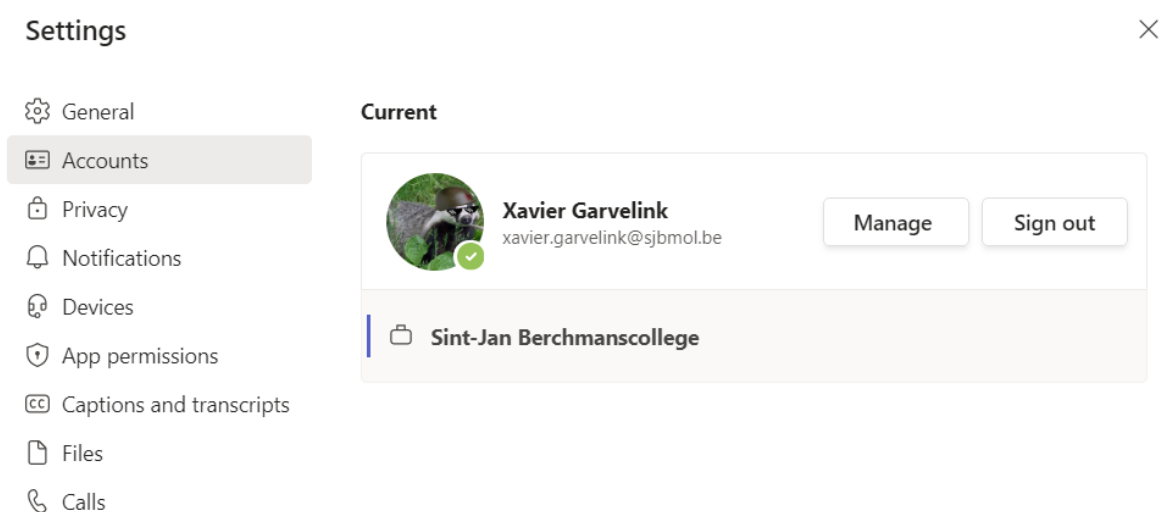 Settings
General
Accounts
Privacy
Notifications
Devices
App permissions
CC Captions and transcripts
Files
Calls
Current
Xavier Garvelink
xavier.garvelink@sjbmol.be
Manage
Sign out
Sint-Jan Berchmanscollege